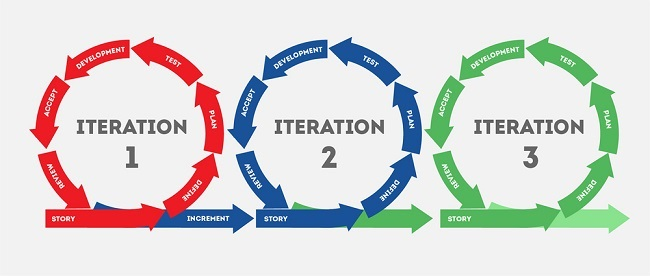 DEVELOPMENT
TEST
ACCEPT
PLAN
ITERATION
1
REVIEW
DEFINE
STORY
INCREMENT
DEVELOPMENT
TEST
ACCEPT
PLAN
ITERATION
2
REVIEW
DEFINE
STORY
DEVELOPMENT
TEST
ACCEPT
PLAN
ITERATION
3
REVIEW
DEFINE
STORY